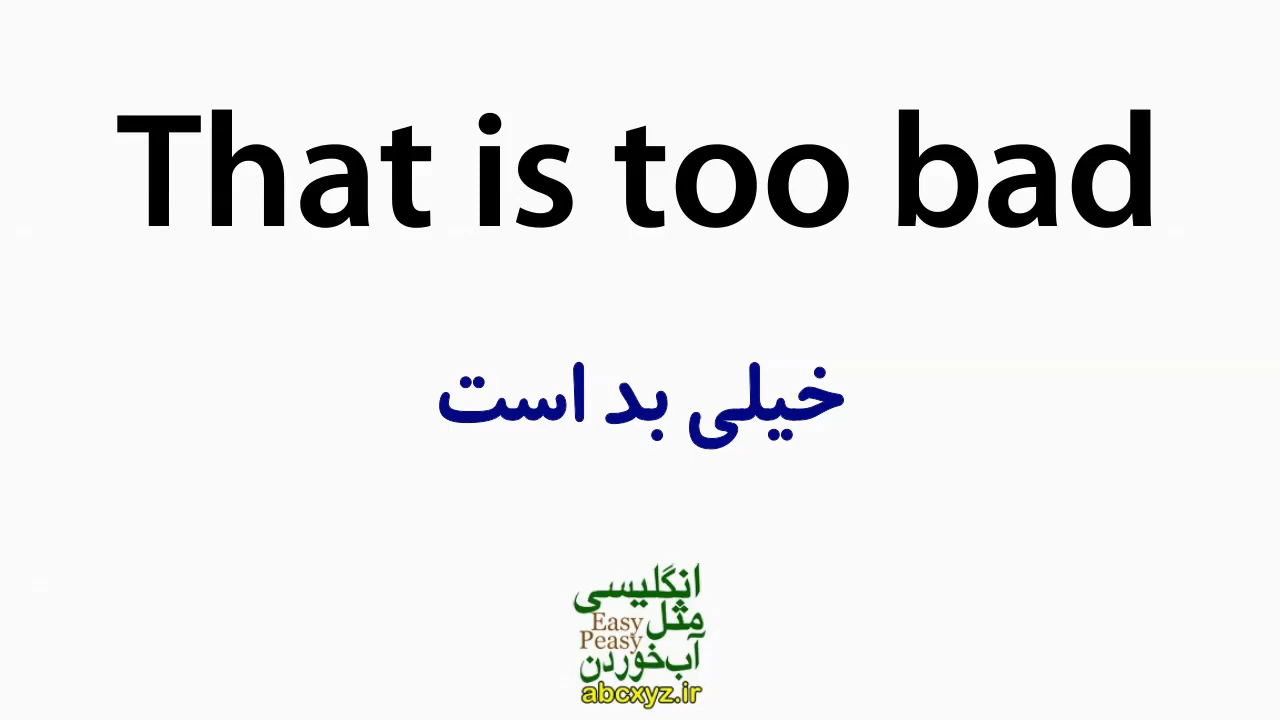 That is too bad
خیلی بد است
انگلیسی
مثل
Easy
Peasy
آب‌خوردن
abcxyz.ir